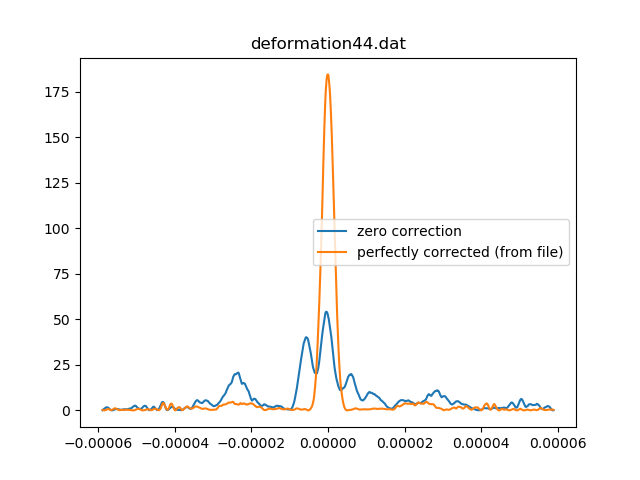 deformation44.dat
175
150
125
100
75
50
25
0
zero correction
perfectly corrected (from file)
−0.00006 −0.00004 −0.00002 0.00000 0.00002 0.00004 0.00006